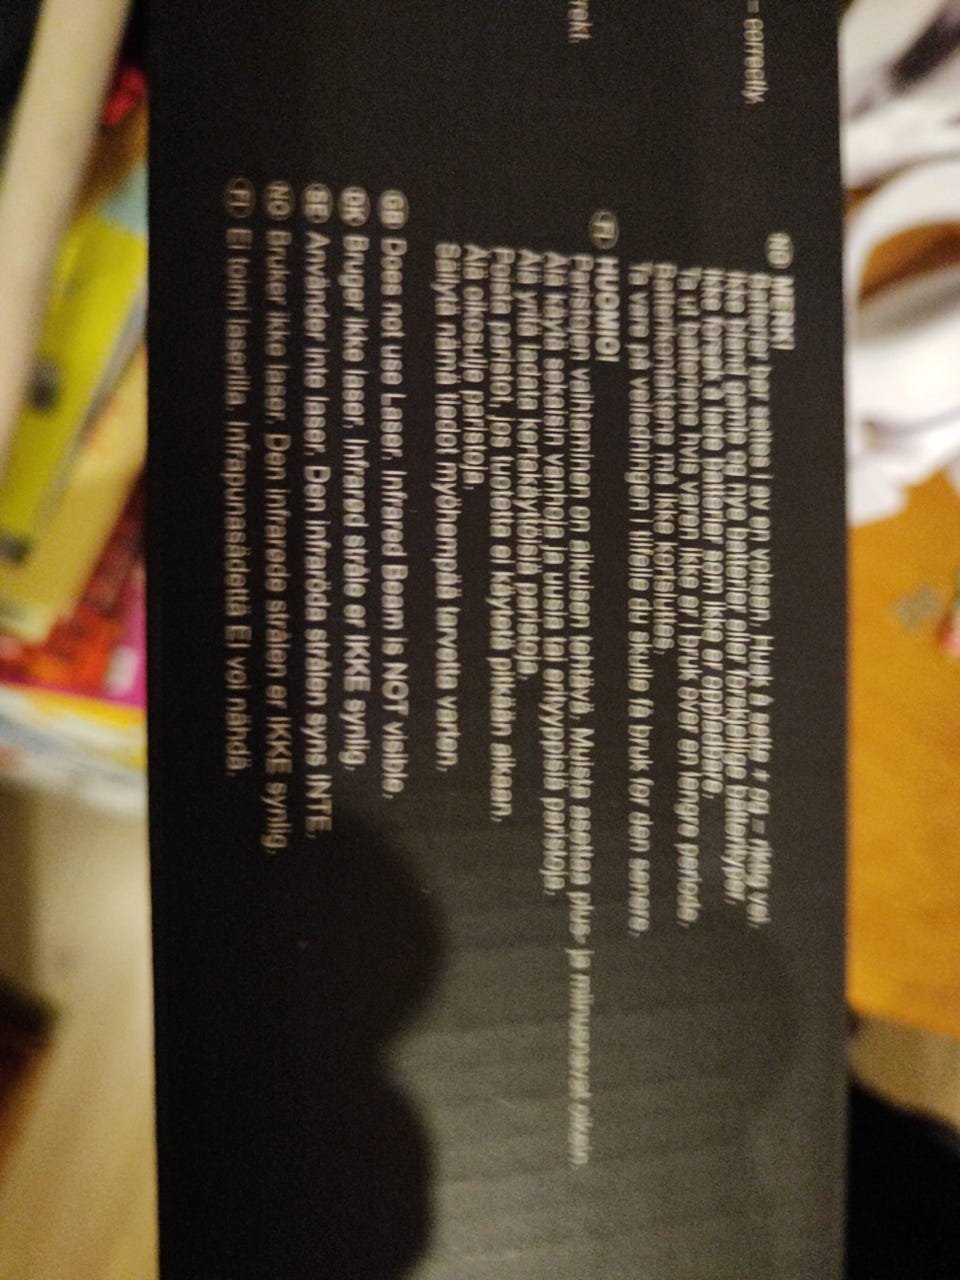 = correctly.
rekt.
NO MERK!
Batteriet bør settes i av en voksen. Husk å sette + og – riktig vei.
Ikke bland gamle og nye batterier eller forskjellige batterityper.
Ikke forsøk å lade batterier som ikke er oppladbare.
Ta ut batteriene hvis varen ikke er i bruk over en lengre periode.
Batterikontaktene må ikke kortsluttes.
Ta vare på veiledningen i tilfelle du skulle få bruk for den senere.
FI HUOMIO!
Paristojen vaihtaminen on aikuisen tehtävä. Muista asettaa plus- ja miinusnavat oikein.
Älä käytä sekaisin vanhoja ja uusia tai erityyppisiä paristoja.
Älä yritä ladata kertakäyttöisiä paristoja.
Poista paristot, jos tuotetta ei käytetä pitkään aikaan.
Älä oikosulje paristoja.
Säilytä nämä tiedot myöhempää tarvetta varten.
GB Does not use Laser. Infrared Beam is NOT visible.
DK Bruger ikke laser. Infrarød stråle er IKKE synlig.
SE Använder inte laser. Den infraröda strålen syns INTE.
NO Bruker ikke laser. Den infrarøde strålen er IKKE synlig.
FI Ei toimi laserilla. Infrapunasädettä EI voi nähdä.